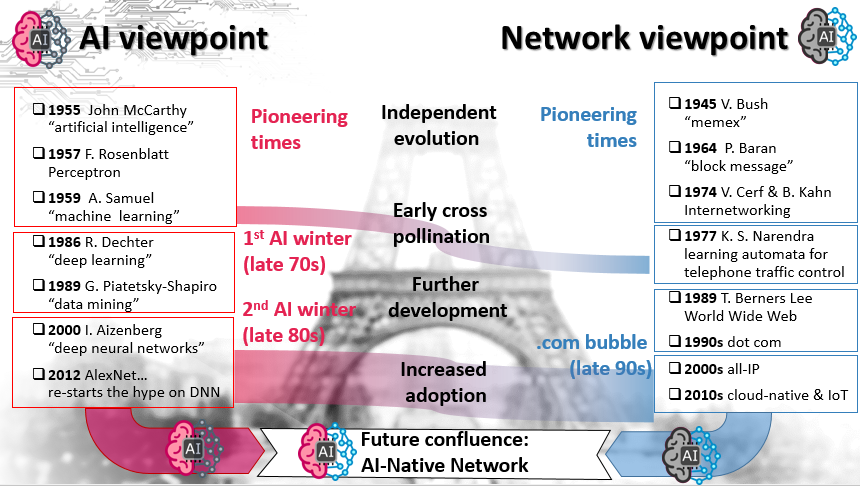 AI viewpoint
Network viewpoint
AI
AI
1955 John McCarthy
“artificial intelligence”
1957 F. Rosenblatt
Perceptron
1959 A. Samuel
“machine learning”
1986 R. Dechter
“deep learning”
1989 G. Piatetsky-Shapiro
“data mining”
2000 I. Aizenberg
“deep neural networks”
2012 AlexNet…
re-starts the hype on DNN
Pioneering
times
1st AI winter
(late 70s)
2nd AI winter
(late 80s)
Independent
evolution
Early cross
pollination
Further
development
Increased
adoption
Pioneering
times
.com bubble
(late 90s)
1945 V. Bush
“memex”
1964 P. Baran
“block message”
1974 V. Cerf & B. Kahn
Internetworking
1977 K. S. Narendra
learning automata for
telephone traffic control
1989 T. Berners Lee
World Wide Web
1990s dot com
2000s all-IP
2010s cloud-native & IoT
AI
AI
Future confluence:
AI-Native Network
AI